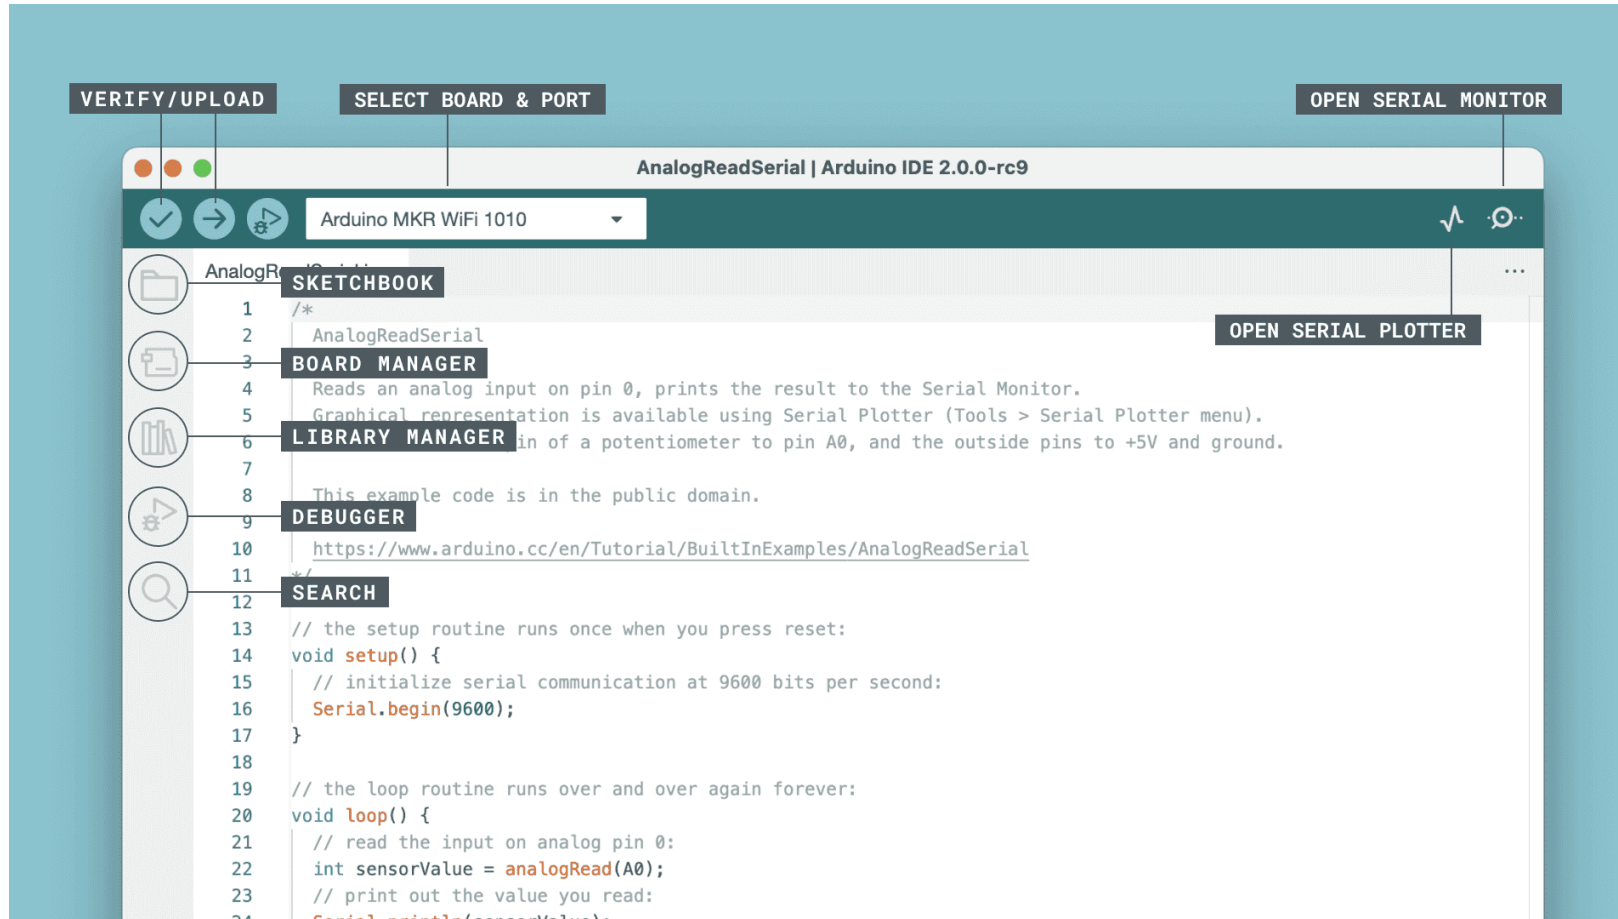 VERIFY/UPLOAD
SELECT BOARD & PORT
OPEN SERIAL MONITOR
AnalogReadSerial | Arduino IDE 2.0.0-rc9
Arduino MKR WiFi 1010
SKETCHBOOK
OPEN SERIAL PLOTTER
1 /*
2 AnalogReadSerial
3
BOARD MANAGER
4 Reads an analog input on pin 0, prints the result to the Serial Monitor.
5 Graphical representation is available using Serial Plotter (Tools > Serial Plotter menu).
LIBRARY MANAGER
6 of a potentiometer to pin A0, and the outside pins to +5V and ground.
7
8 This example code is in the public domain.
9
DEBUGGER
10 https://www.arduino.cc/en/Tutorial/BuiltInExamples/AnalogReadSerial
11 */
SEARCH
12
13 // the setup routine runs once when you press reset:
14 void setup() {
15 // initialize serial communication at 9600 bits per second:
16 Serial.begin(9600);
17 }
18
19 // the loop routine runs over and over again forever:
20 void loop() {
21 // read the input on analog pin 0:
22 int sensorValue = analogRead(A0);
23 // print out the value you read: